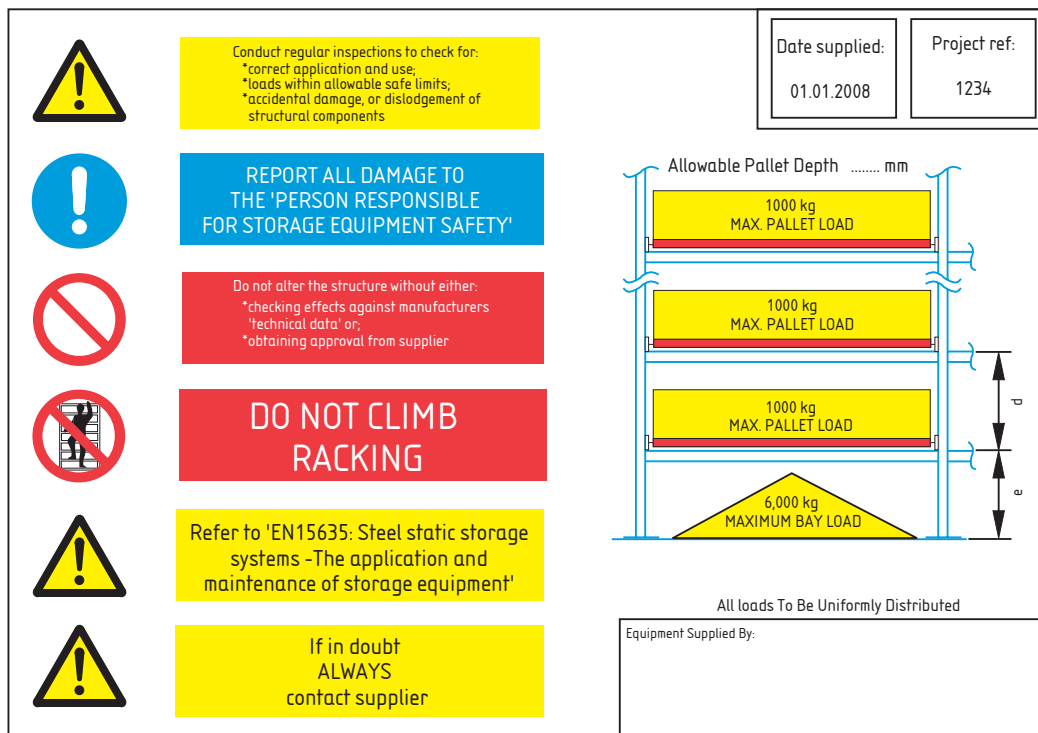 Conduct regular inspections to check for:
*correct application and use;
*loads within allowable safe limits;
*accidental damage, or dislodgement of
structural components
REPORT ALL DAMAGE TO
THE 'PERSON RESPONSIBLE
FOR STORAGE EQUIPMENT SAFETY'
Do not alter the structure without either:
*checking effects against manufacturers
'technical data' or;
*obtaining approval from supplier
DO NOT CLIMB
RACKING
Refer to 'EN15635: Steel static storage
systems -The application and
maintenance of storage equipment'
If in doubt
ALWAYS
contact supplier
Date supplied:
01.01.2008
Project ref:
1234
Allowable Pallet Depth ........ mm
1000 kg
MAX. PALLET LOAD
1000 kg
MAX. PALLET LOAD
1000 kg
MAX. PALLET LOAD
d
e
6,000 kg
MAXIMUM BAY LOAD
All loads To Be Uniformly Distributed
Equipment Supplied By: